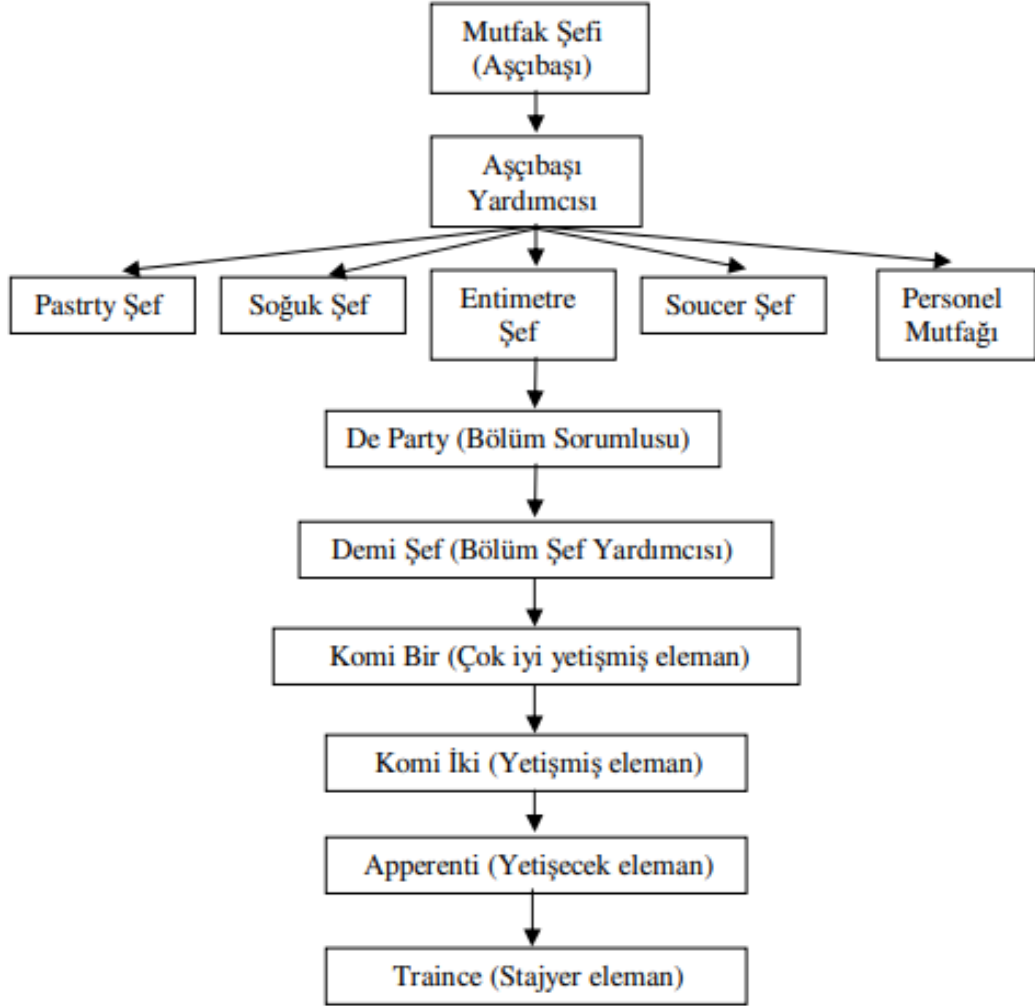 Mutfak Şefi
(Aşçıbaşı)
Aşçıbaşı
Yardımcısı
Pastrty Şef
Soğuk Şef
Entimetre
Şef
Soucer Şef
Personel
Mutfağı
De Party (Bölüm Sorumlusu)
Demi Şef (Bölüm Şef Yardımcısı)
Komi Bir (Çok iyi yetişmiş eleman)
Komi İki (Yetişmiş eleman)
Apperenti (Yetişecek eleman)
Traince (Stajyer eleman)